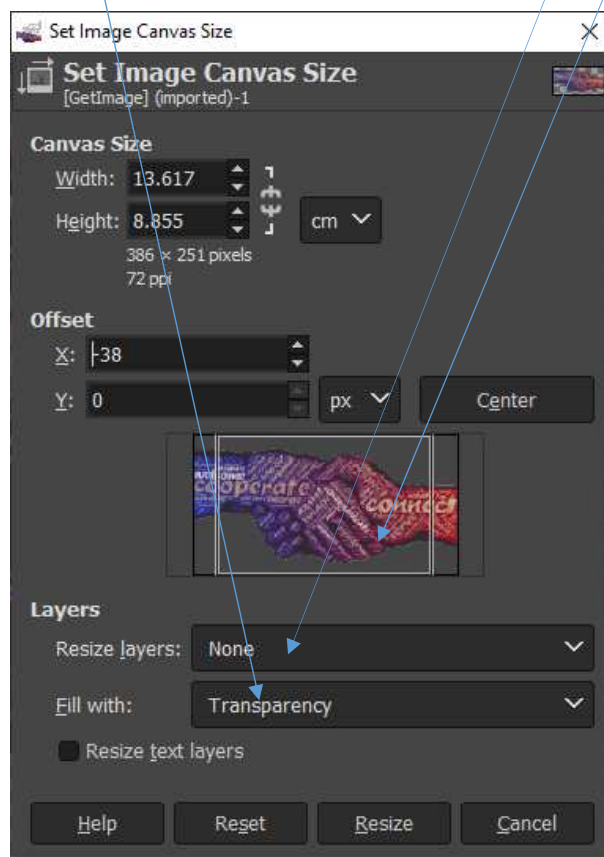 Set Image Canvas Size
Set Image Canvas Size
[GetImage] (imported)-1
Canvas Size
Width: 13.617
Height: 8.855 cm
386 × 251 pixels
72 ppi
Offset
X: -38
Y: 0 px Center
cooperate
connect
Layers
Resize layers: None
Fill with: Transparency
Resize text layers
Help Reset Resize Cancel